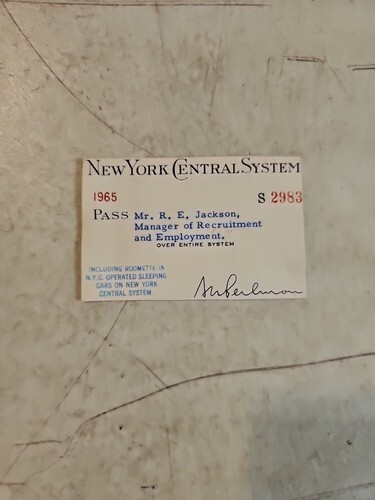 NEW YORK CENTRAL SYSTEM
1965 S 2983
PASS Mr. R. E. Jackson,
Manager of Recruitment
and Employment.
OVER ENTIRE SYSTEM
INCLUDING ROOMETTE IN
N.Y.C. OPERATED SLEEPING
CARS ON NEW YORK
CENTRAL SYSTEM
AEPerlman